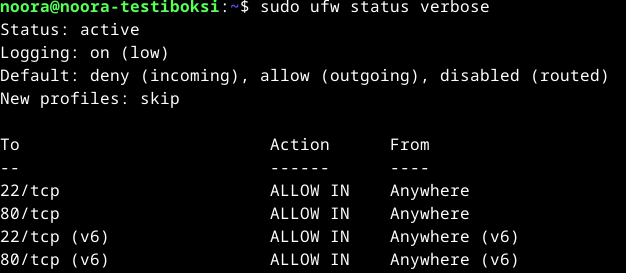 noora@noora-testiboksi:~$ sudo ufw status verbose
Status: active
Logging: on (low)
Default: deny (incoming), allow (outgoing), disabled (routed)
New profiles: skip

To                         Action      From
--                         ------      ----
22/tcp                     ALLOW IN    Anywhere
80/tcp                     ALLOW IN    Anywhere
22/tcp (v6)                ALLOW IN    Anywhere (v6)
80/tcp (v6)                ALLOW IN    Anywhere (v6)